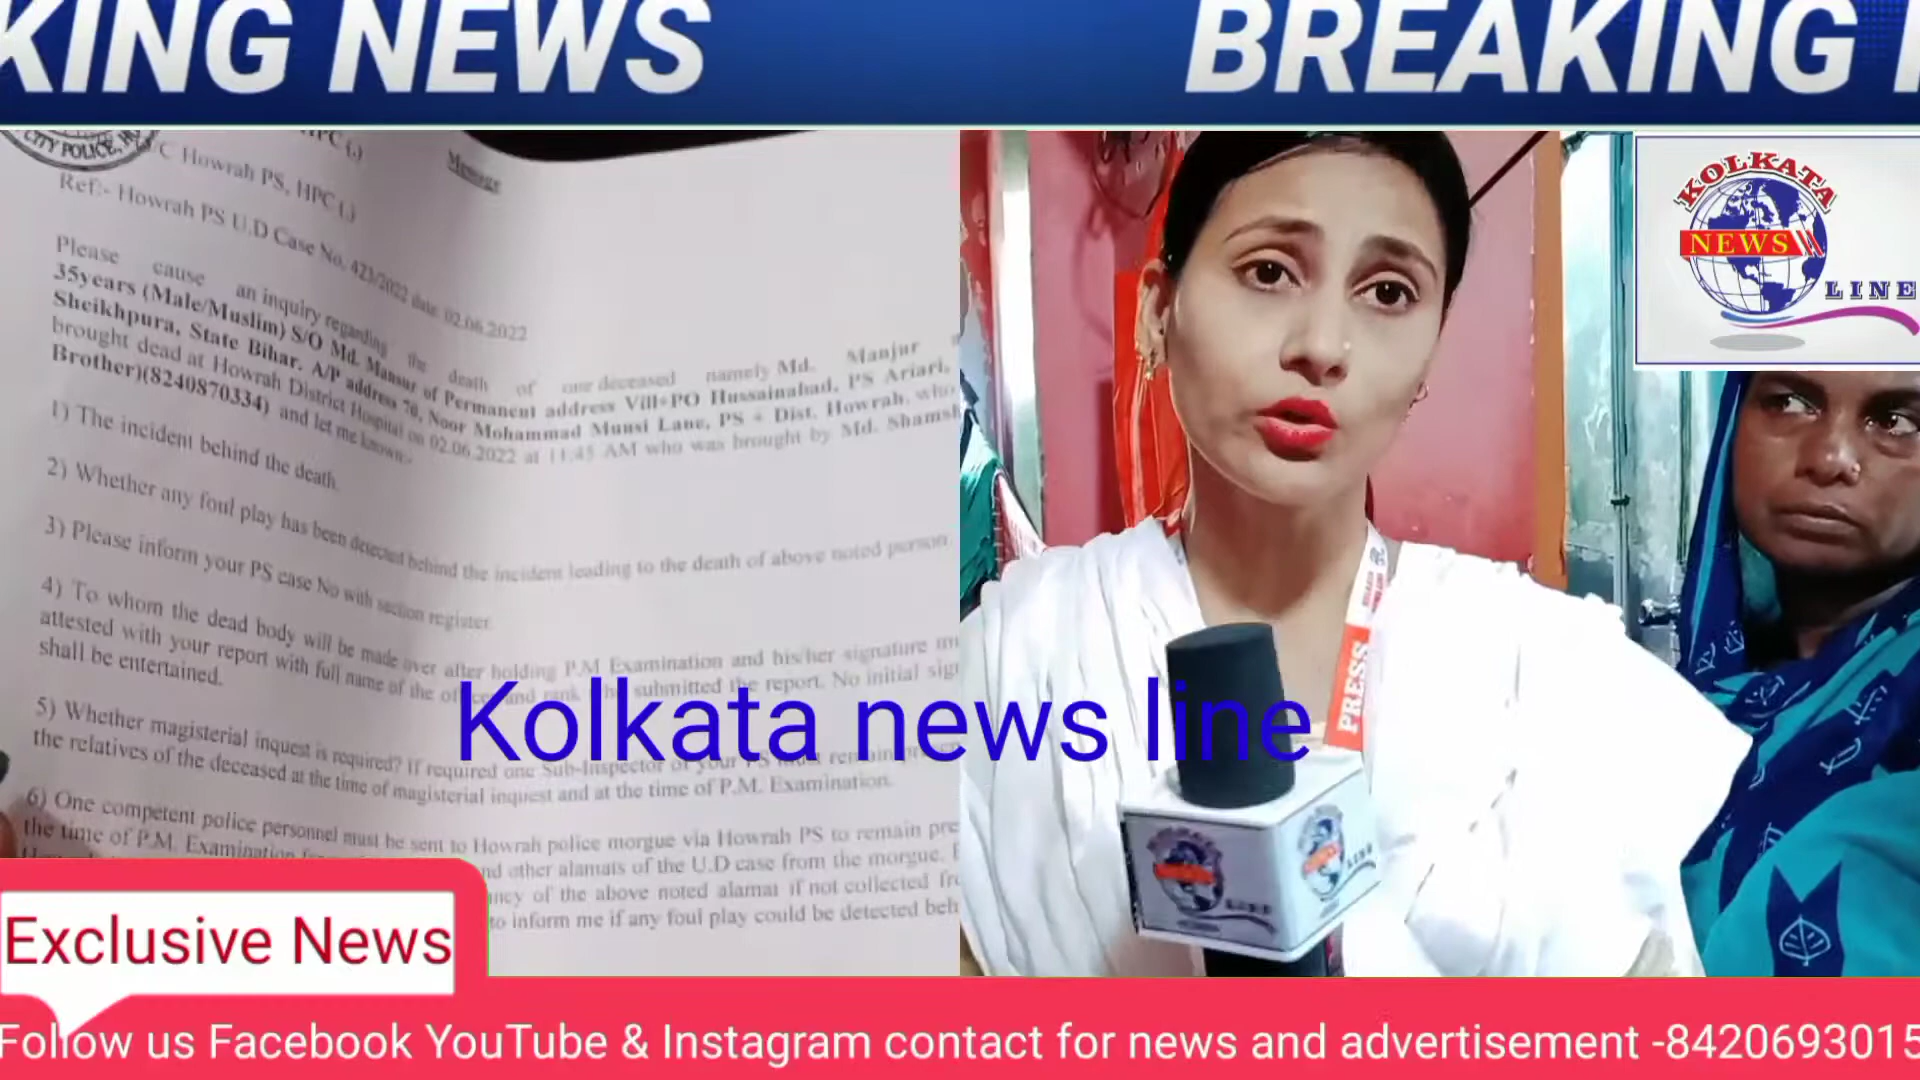 KING NEWS
BREAKING
CITY POLICE,
Message
Howrah PS, HPC (.)
Ref:- Howrah PS U.D Case No. 423/2022 date 02.06.2022
Please cause an inquiry regarding the death of one deceased namely Md. Manjur
35years (Male/Muslim) S/O Md. Mansur of Permanent address Vill+PO Hussainabad, PS Ariari,
Sheikhpura, State Bihar. A/P address 70, Noor Mohammad Munsi Lane, PS + Dist. Howrah, who
brought dead at Howrah District Hospital on 02.06.2022 at 11:45 AM who was brought by Md.
Brother)(8240870334) and let me known:-
1) The incident behind the death.
2) Whether any foul play has been detected behind the incident leading to the death of above noted person.
3) Please inform your PS case No with section register.
4) To whom the dead body will be made over after holding P.M Examination and his/her signature
attested with your report with full name of the and rank submitted the report. No initial
shall be entertained.
5) Whether magisterial inquest is required? If required one Sub-Inspector of your PS must remain
the relatives of the deceased at the time of magisterial inquest and at the time of P.M. Examination.
6) One competent police personnel must be sent to Howrah police morgue via Howrah PS to remain
the time of P.M. Examination
and other alamats of the U.D case from the morgue.
of the above noted alamat if not collected
to inform me if any foul play could be detected
KOLKATA
NEWS
LINE
PRESS
Kolkata news line
NEWS
LINE
Exclusive News
Follow us Facebook YouTube & Instagram contact for news and advertisement -8420693015